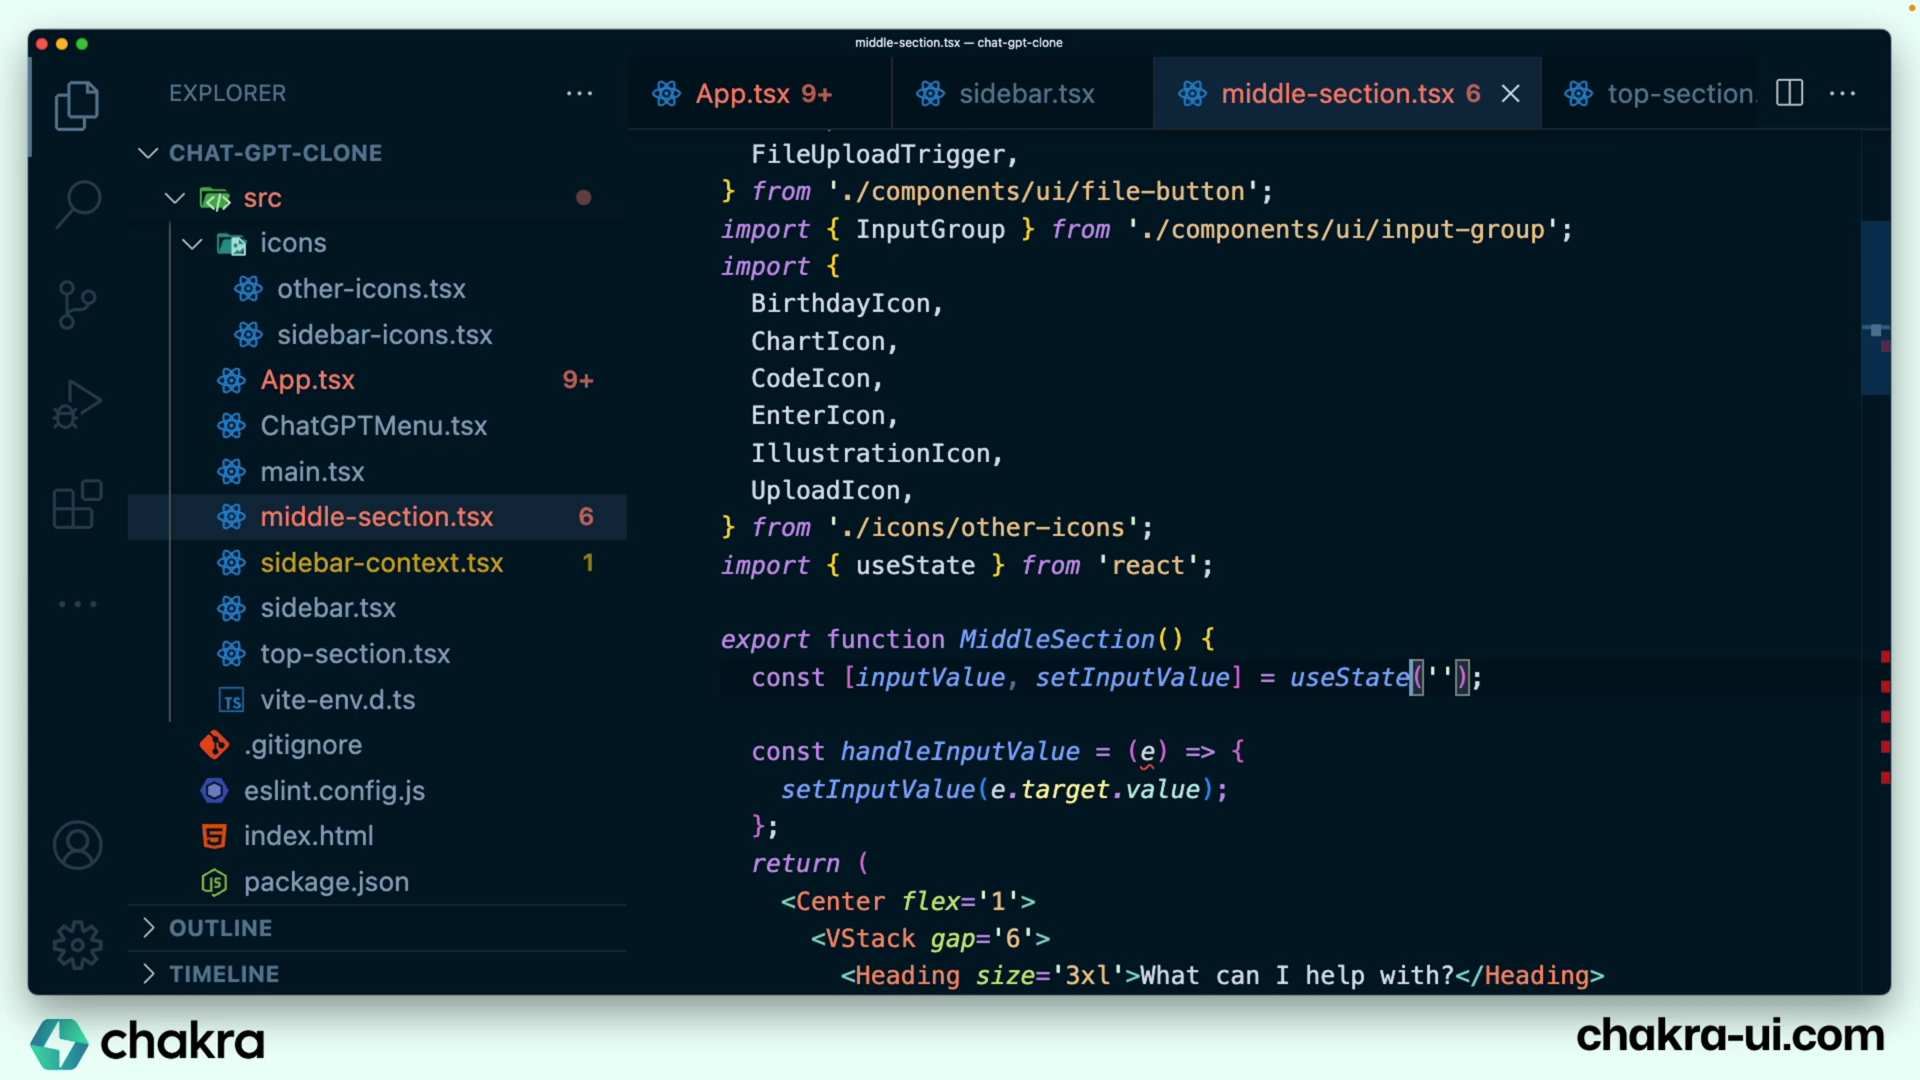 middle-section.tsx — chat-gpt-clone
EXPLORER
CHAT-GPT-CLONE
src
icons
other-icons.tsx
sidebar-icons.tsx
App.tsx 9+
ChatGPTMenu.tsx
main.tsx
middle-section.tsx 6
sidebar-context.tsx 1
sidebar.tsx
top-section.tsx
TS vite-env.d.ts
.gitignore
eslint.config.js
index.html
package.json
OUTLINE
TIMELINE
App.tsx 9+
sidebar.tsx
middle-section.tsx 6
top-section.
FileUploadTrigger,
} from './components/ui/file-button';
import { InputGroup } from './components/ui/input-group';
import {
BirthdayIcon,
ChartIcon,
CodeIcon,
EnterIcon,
IllustrationIcon,
UploadIcon,
} from './icons/other-icons';
import { useState } from 'react';
export function MiddleSection() {
const [inputValue, setInputValue] = useState('');
const handleInputValue = (e) => {
setInputValue(e.target.value);
};
return (
<Center flex='1'>
<VStack gap='6'>
<Heading size='3xl'>What can I help with?</Heading>
chakra
chakra-ui.com